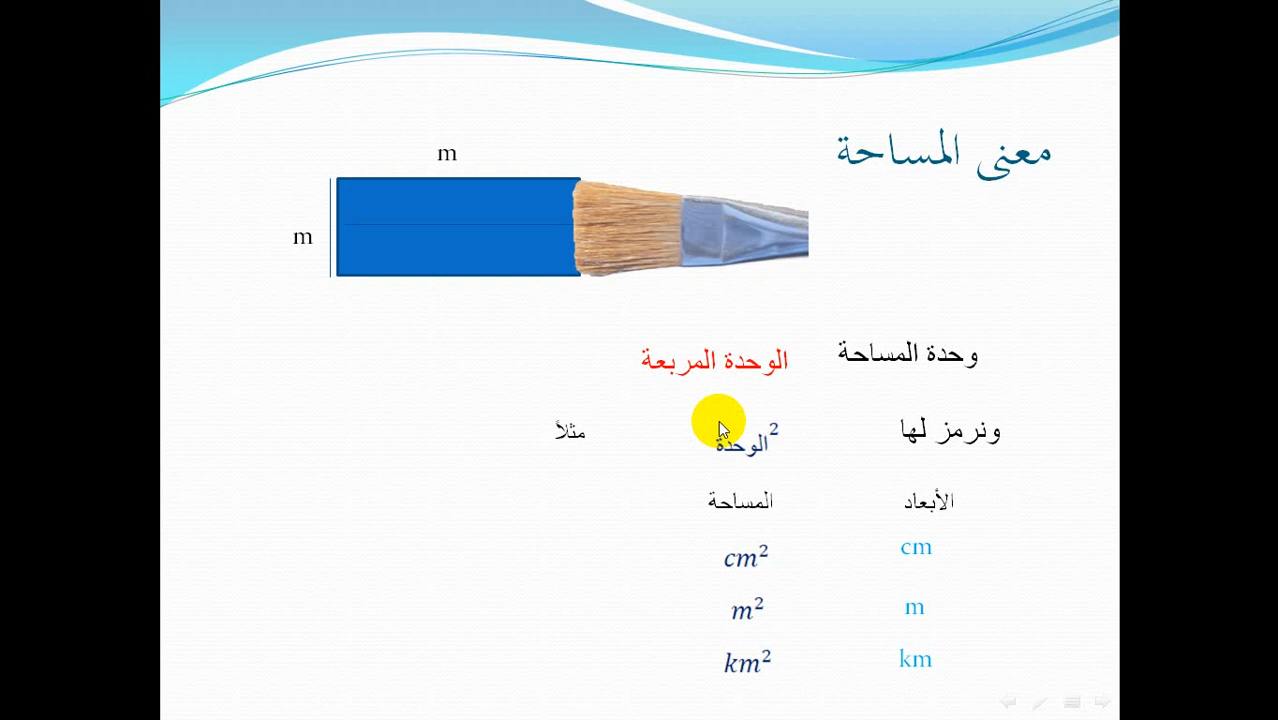 معنى المساحة
m
m
وحدة المساحة الوحدة المربعة
ونرمز لها الوحدة² مثلاً
الأبعاد المساحة
cm cm²
m m²
km km²